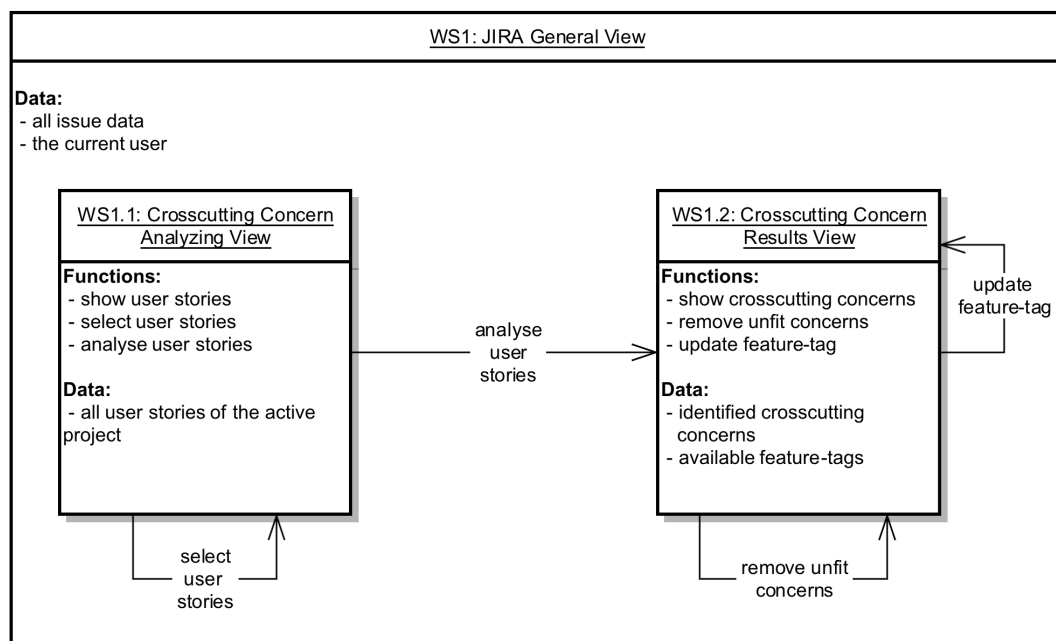 WS1: JIRA General View
Data:
- all issue data
- the current user
WS1.1: Crosscutting Concern
Analyzing View
Functions:
- show user stories
- select user stories
- analyse user stories
Data:
- all user stories of the active
project
select
user
stories
analyse
user
stories
WS1.2: Crosscutting Concern
Results View
Functions:
- show crosscutting concerns
- remove unfit concerns
- update feature-tag
Data:
- identified crosscutting
concerns
- available feature-tags
update
feature-tag
remove unfit
concerns